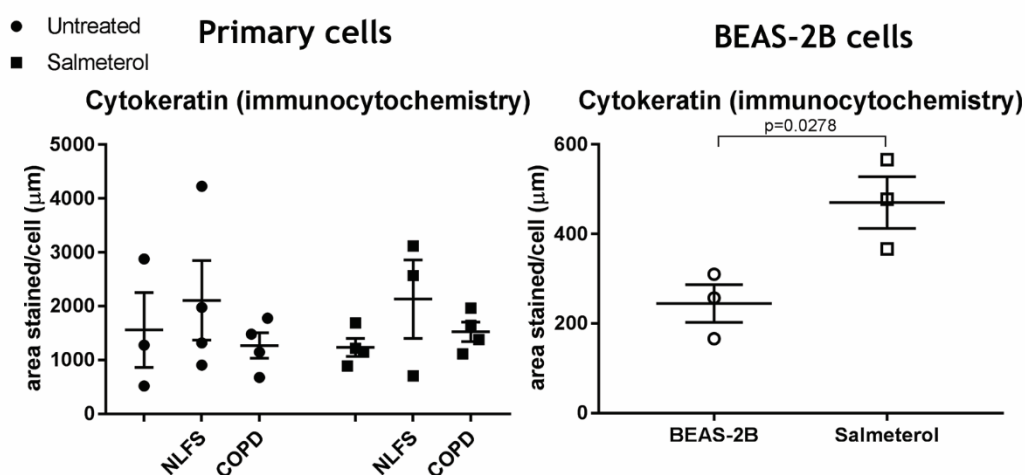 Untreated
Salmeterol
Primary cells
Cytokeratin (immunocytochemistry)
area stained/cell (μm)
5000
4000
3000
2000
1000
0
NLFS
COPD
NLFS
COPD
BEAS-2B cells
Cytokeratin (immunocytochemistry)
p=0.0278
area stained/cell (μm)
600
400
200
0
BEAS-2B
Salmeterol